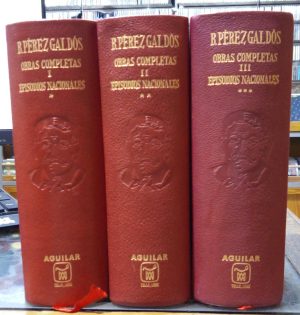 B. PÉREZ GALDÓS
OBRAS COMPLETAS
I
EPISODIOS NACIONALES
*
AGUILAR
B. PÉREZ GALDÓS
OBRAS COMPLETAS
II
EPISODIOS NACIONALES
**
AGUILAR
B. PÉREZ GALDÓS
OBRAS COMPLETAS
III
EPISODIOS NACIONALES
***
AGUILAR